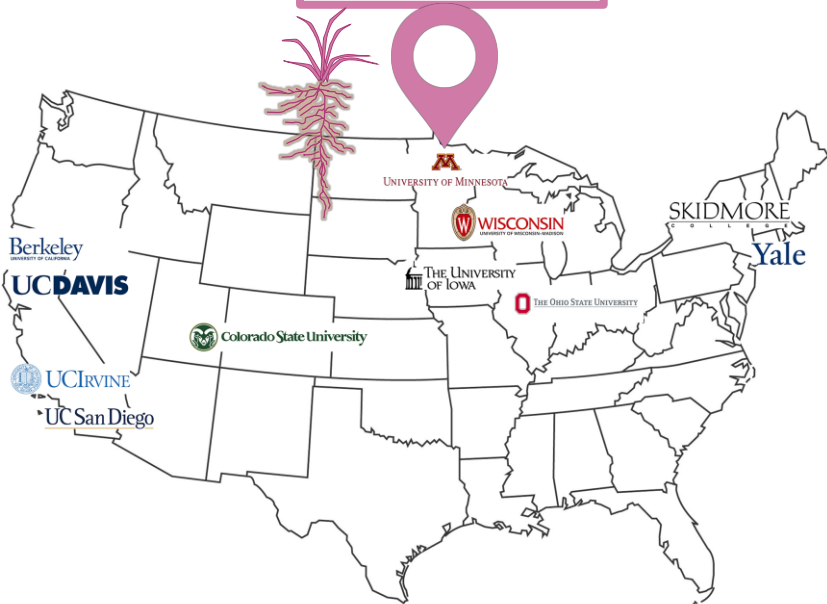 M
UNIVERSITY OF MINNESOTA
SKIDMORE
COLLEGE
W
WISCONSIN
UNIVERSITY OF WISCONSIN–MADISON
Berkeley
UNIVERSITY OF CALIFORNIA
Yale
UCDAVIS
THE UNIVERSITY
OF IOWA
O
THE OHIO STATE UNIVERSITY
Colorado State University
UCIRVINE
UC San Diego